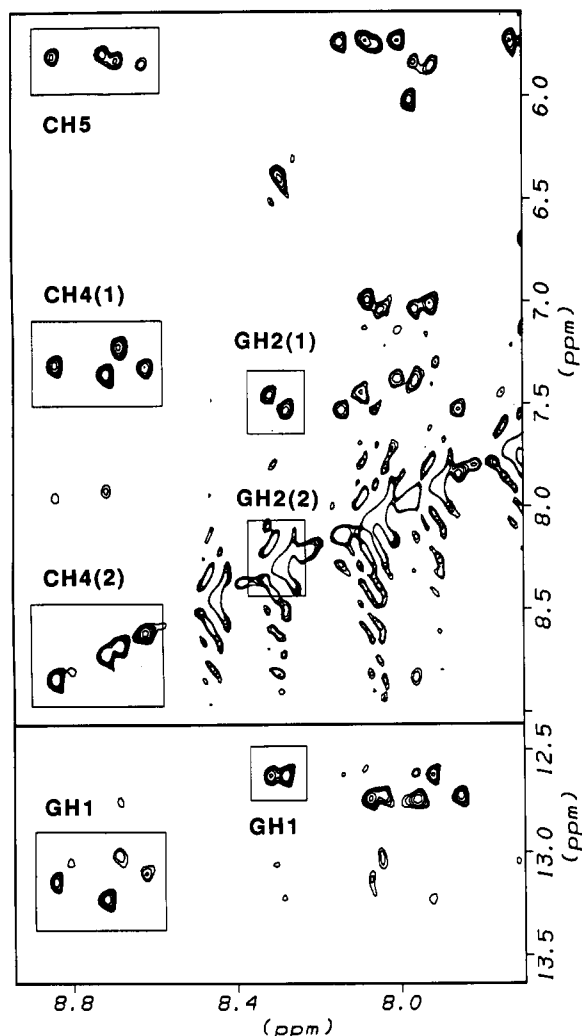 CH5
6.0
6.5
CH4(1)
7.0
(ppm)
GH2(1)
7.5
GH2(2)
8.0
CH4(2)
8.5
12.5
GH1
GH1
13.0
(ppm)
13.5
8.8
8.4
8.0
(ppm)